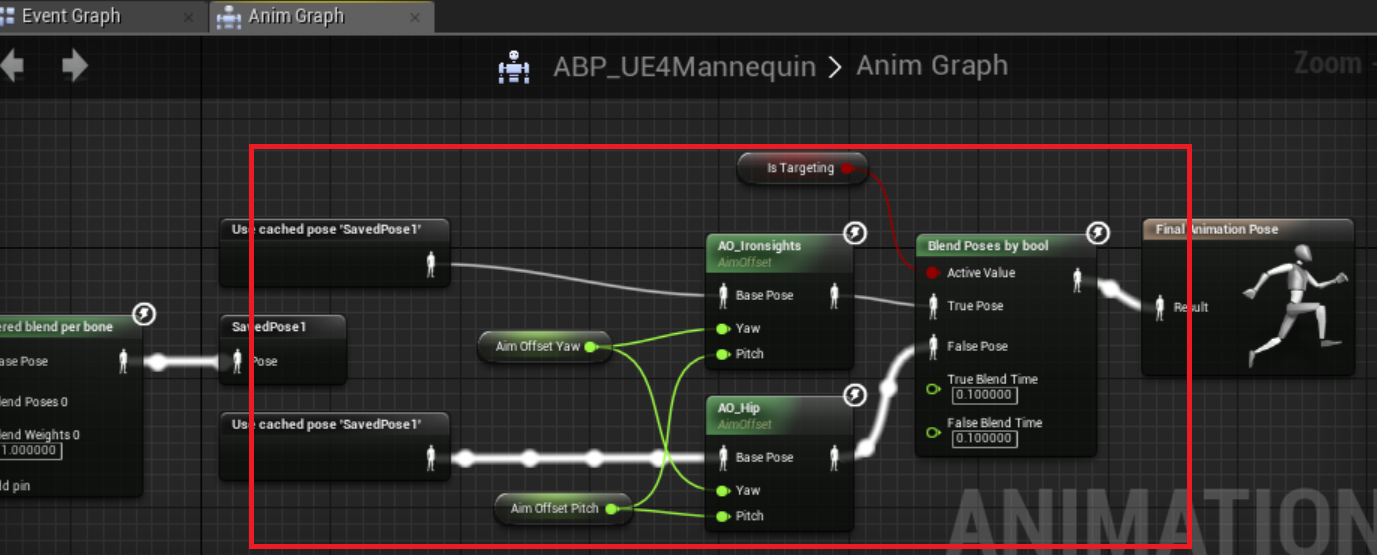 Event Graph
Anim Graph
ABP_UE4Mannequin > Anim Graph
Zoom
Is Targeting
Use cached pose 'SavedPose1'
AO_Ironsights
AimOffset
Base Pose
Yaw
Pitch
Blend Poses by bool
Active Value
True Pose
False Pose
True Blend Time
0.100000
False Blend Time
0.100000
Final Animation Pose
Result
ered blend per bone
ase Pose
lend Poses 0
lend Weights 0
1.000000
ld pin
SavedPose1
Pose
Aim Offset Yaw
Use cached pose 'SavedPose1'
AO_Hip
AimOffset
Base Pose
Yaw
Pitch
Aim Offset Pitch
ANIMATION